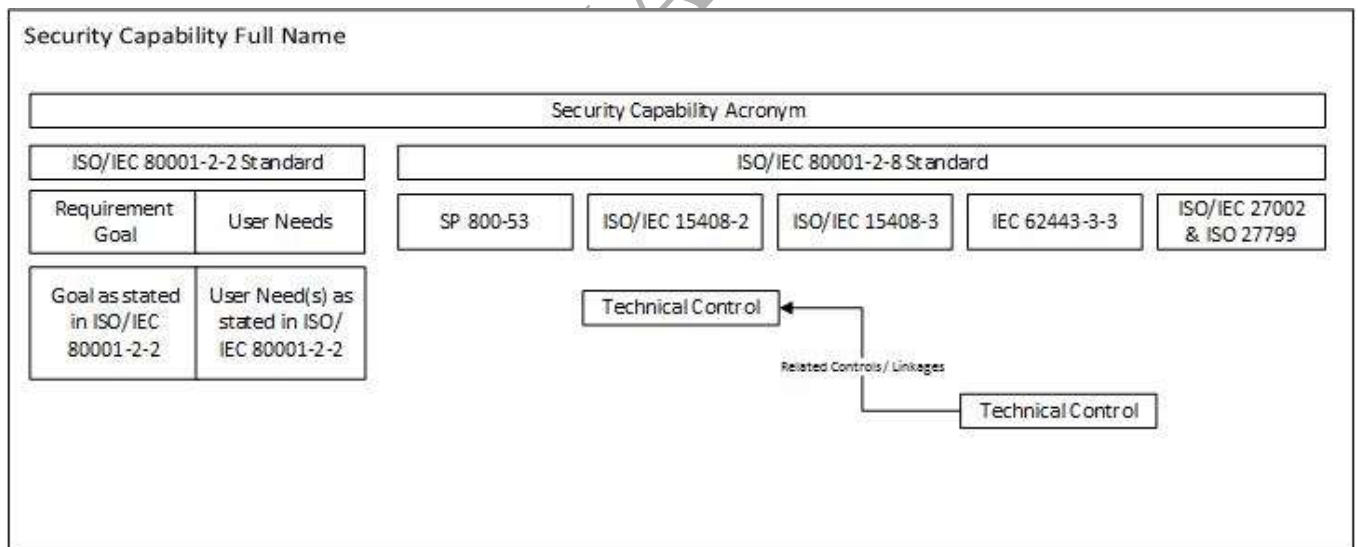 Security Capability Full Name
Security Capability Acronym
ISO/IEC 80001-2-2 Standard
ISO/IEC 80001-2-8 Standard
Requirement
Goal
User Needs
SP 800-53
ISO/IEC 15408-2
ISO/IEC 15408-3
IEC 62443-3-3
ISO/IEC 27002
& ISO 27799
Goal as stated
in ISO/IEC
80001-2-2
User Need(s) as
stated in ISO/
IEC 80001-2-2
Technical Control
Related Controls / Linkages
Technical Control